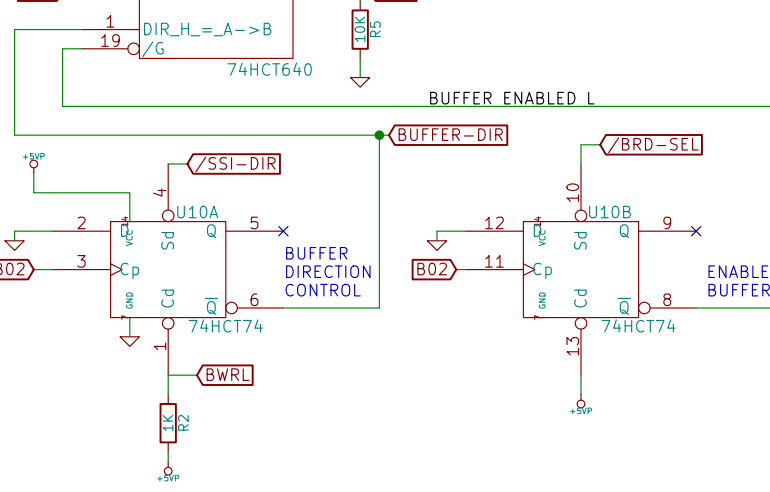 1
DIR_H_=_A->B
19
/G
74HCT640
10K
R5
BUFFER ENABLED L
BUFFER-DIR
/BRD-SEL
+5VP
/SSI-DIR
4
U10A
2
D
VCC
14
Sd
Q
5
BUFFER
DIRECTION
CONTROL
B02
3
Cp
GND
7
Cd
Q
6
74HCT74
1
BWRL
1K
R2
+5VP
10
U10B
12
D
VCC
14
Sd
Q
9
B02
11
Cp
ENABLE
BUFFER
GND
7
Cd
Q
8
74HCT74
13
+5VP